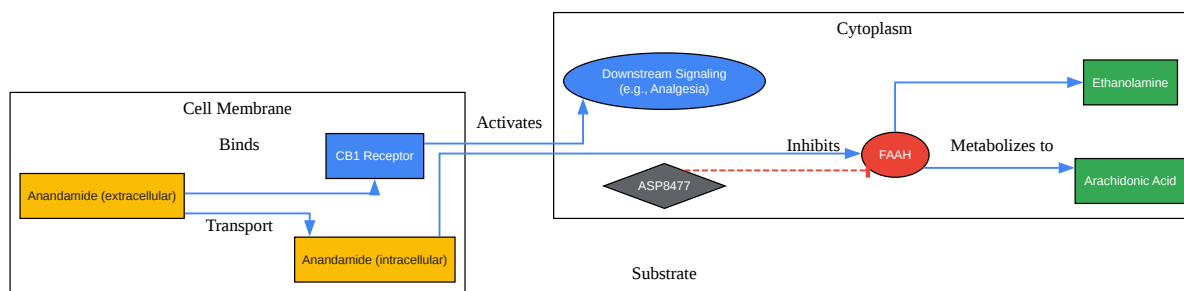 Cytoplasm
Downstream Signaling
(e.g., Analgesia)
Ethanolamine
Cell Membrane
Activates
Binds
Inhibits
Metabolizes to
CB1 Receptor
FAAH
Anandamide (extracellular)
ASP8477
Arachidonic Acid
Transport
Anandamide (intracellular)
Substrate